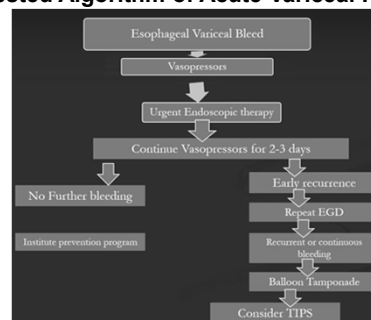 Esophageal Variceal Bleed
Vasopressors
Urgent Endoscopic therapy
Continue Vasopressors for 2-3 days
No Further bleeding
Early recurrence
Repeat EGD
Institute prevention program
Recurrent or continuous
bleeding
Balloon Tamponade
Consider TIPS